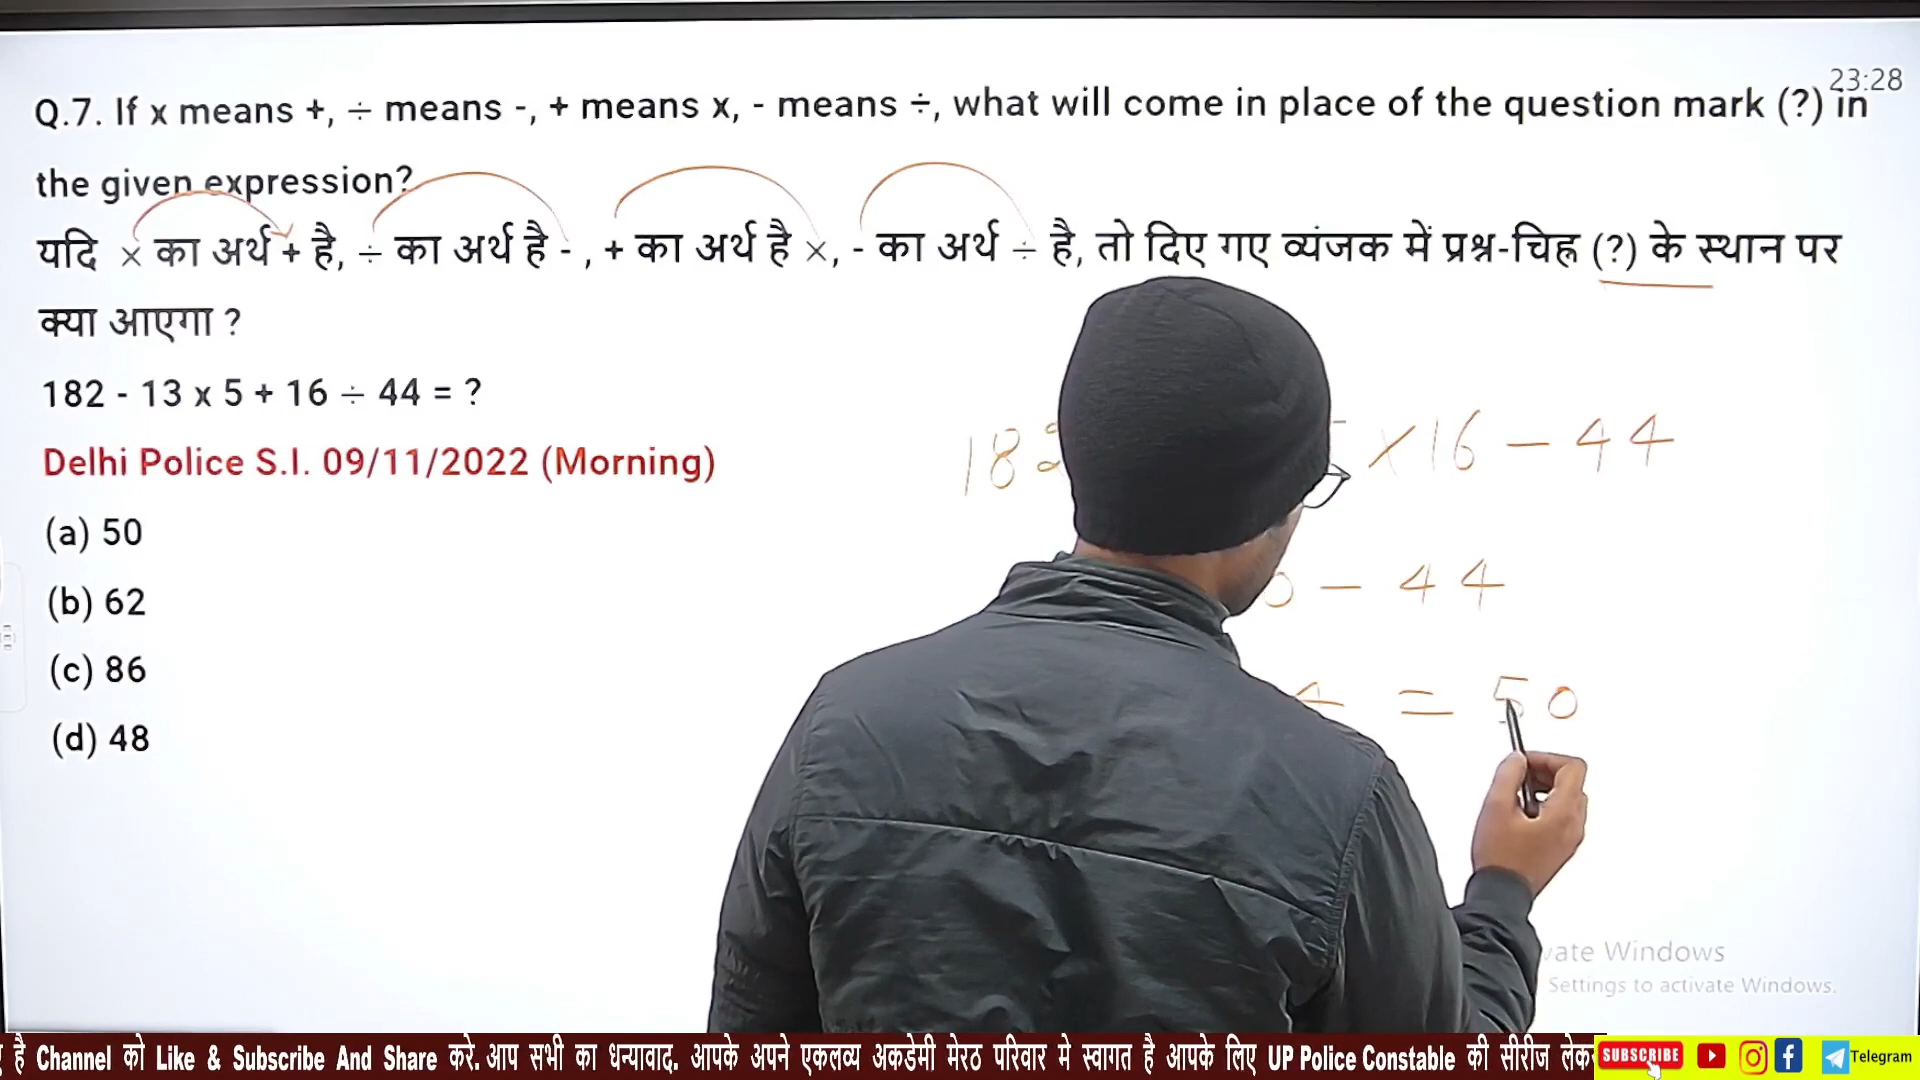 23:28
Q.7. If x means +, ÷ means -, + means x, - means ÷, what will come in place of the question mark (?) in
the given expression?
यदि × का अर्थ + है, ÷ का अर्थ है - , + का अर्थ है ×, - का अर्थ ÷ है, तो दिए गए व्यंजक में प्रश्न-चिह्न (?) के स्थान पर
क्या आएगा ?
182 - 13 x 5 + 16 ÷ 44 = ?
Delhi Police S.I. 09/11/2022 (Morning)
(a) 50
(b) 62
(c) 86
(d) 48
182 × 16 - 44
0 - 44
= 50
Windows
Settings to activate Windows.
है Channel को Like & Subscribe And Share करे. आप सभी का धन्यावाद. आपके अपने एकलव्य अकडेमी मेरठ परिवार मे स्वागत है आपके लिए UP Police Constable की सीरीज लेकर
SUBSCRIBE
Telegram